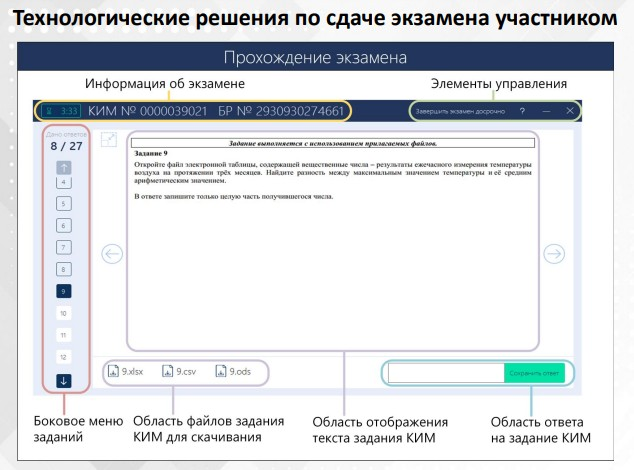 Технологические решения по сдаче экзамена участником
Прохождение экзамена
Информация об экзамене
Элементы управления
3:33 КИМ № 0000039021 БР № 2930930274661
Завершить экзамен досрочно ? — ×
Дано ответов
8 / 27
4
5
6
7
8
9
10
11
12
Задание выполняется с использованием прилагаемых файлов.
Задание 9
Откройте файл электронной таблицы, содержащей вещественные числа – результаты ежечасного измерения температуры
воздуха на протяжении трёх месяцев. Найдите разность между максимальным значением температуры и её средним
арифметическим значением.
В ответе запишите только целую часть получившегося числа.
9.xlsx 9.csv 9.ods
Сохранить ответ
Боковое меню
заданий
Область файлов задания
КИМ для скачивания
Область отображения
текста задания КИМ
Область ответа
на задание КИМ